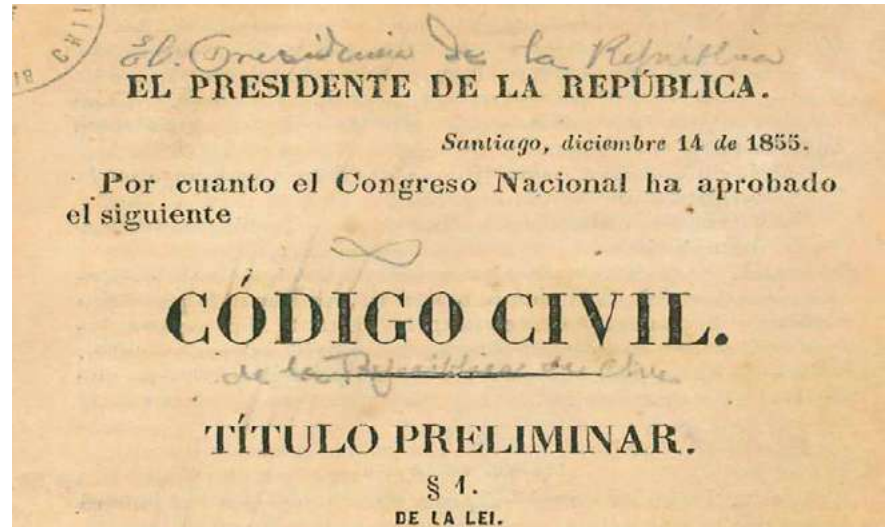 CHI
El Presidente de la República
EL PRESIDENTE DE LA REPÚBLICA.
Santiago, diciembre 14 de 1855.
Por cuanto el Congreso Nacional ha aprobado
el siguiente
CÓDIGO CIVIL.
de la República de
TÍTULO PRELIMINAR.
§ 1.
DE LA LEI.